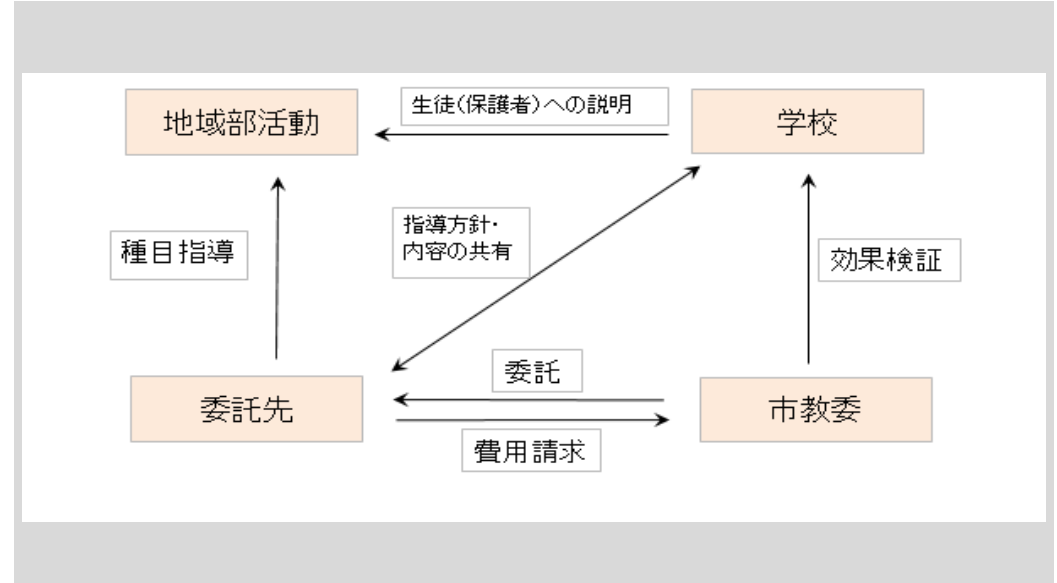 地域部活動
生徒(保護者)への説明
学校
種目指導
指導方針・
内容の共有
効果検証
委託先
委託
市教委
費用請求